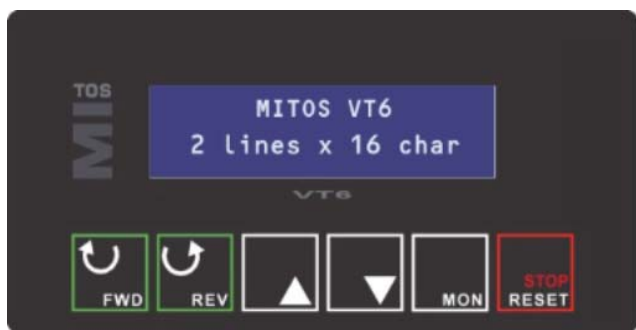 TOS
MI
MITOS VT6
2 lines x 16 char
VT6
FWD
REV
MON
STOP
RESET